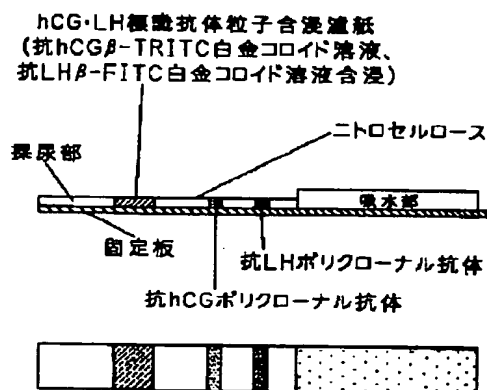 hCG・LH標識抗体粒子含浸濾紙
(抗hCGβ-TRITC白金コロイド溶液、
抗LHβ-FITC白金コロイド溶液含浸)
ニトロセルロース
採尿部
吸水部
固定板
抗LHポリクローナル抗体
抗hCGポリクローナル抗体